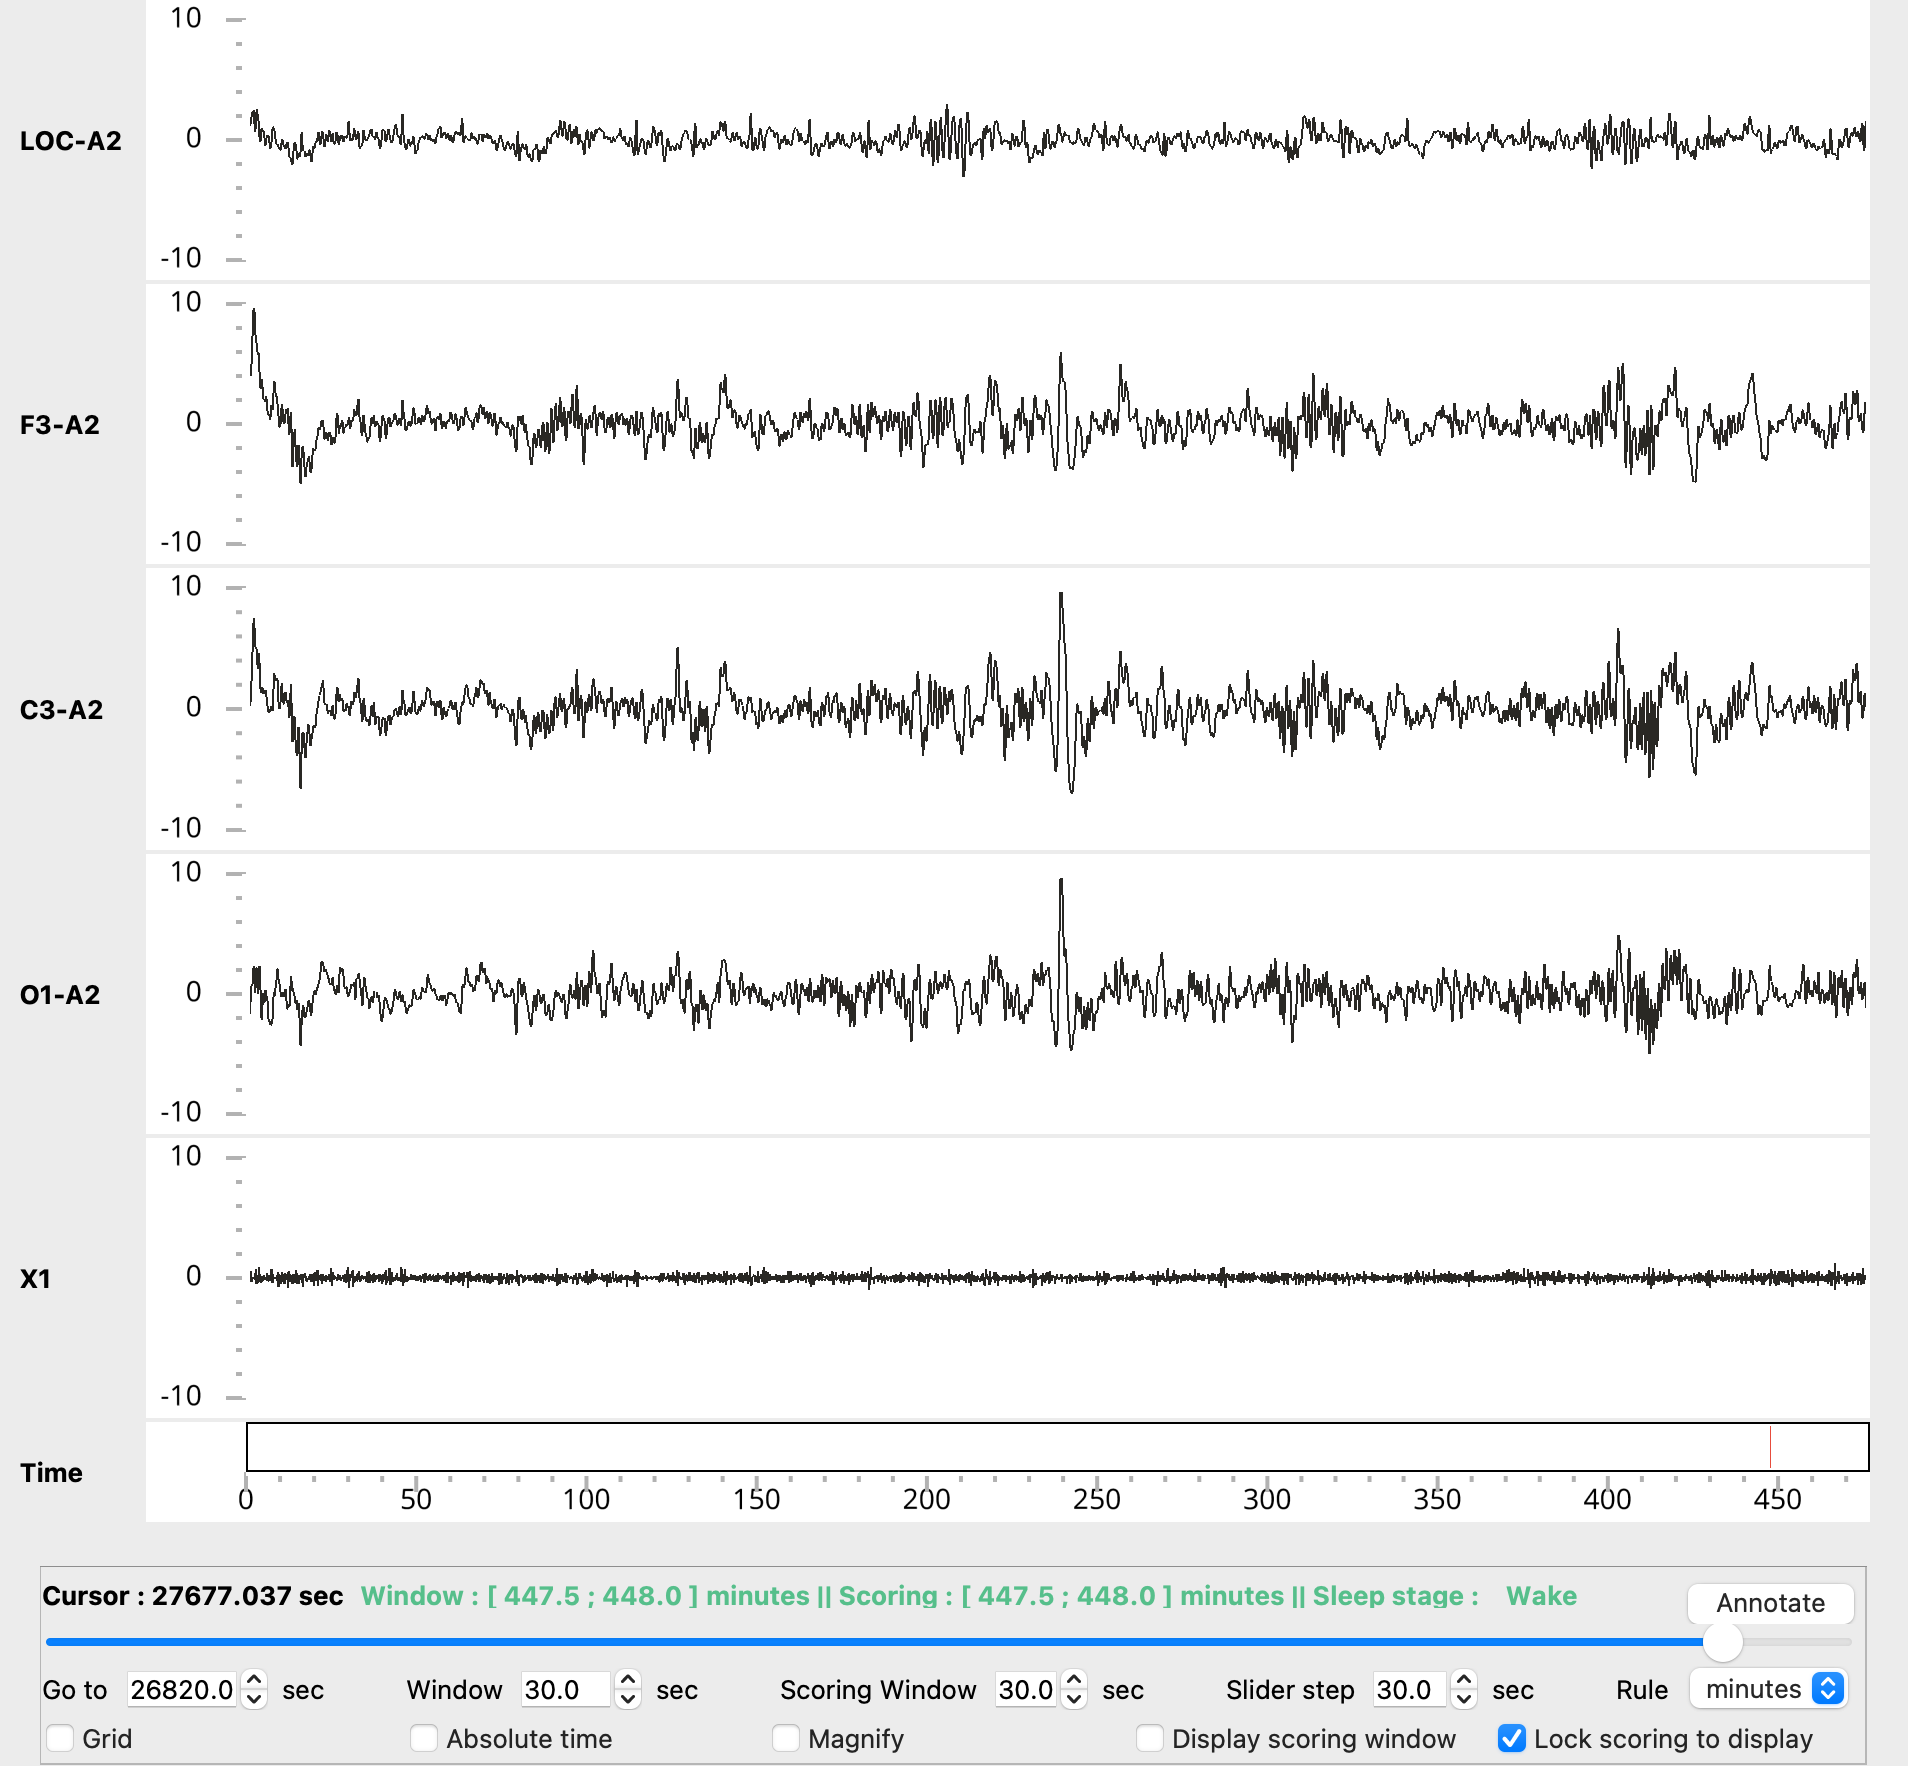 10
LOC-A2 0
-10
10
F3-A2 0
-10
10
C3-A2 0
-10
10
O1-A2 0
-10
10
X1 0
-10
Time
0 50 100 150 200 250 300 350 400 450
Cursor : 27677.037 sec Window : [ 447.5 ; 448.0 ] minutes || Scoring : [ 447.5 ; 448.0 ] minutes || Sleep stage : Wake Annotate
Go to 26820.0 sec Window 30.0 sec Scoring Window 30.0 sec Slider step 30.0 sec Rule minutes
Grid Absolute time Magnify Display scoring window Lock scoring to display